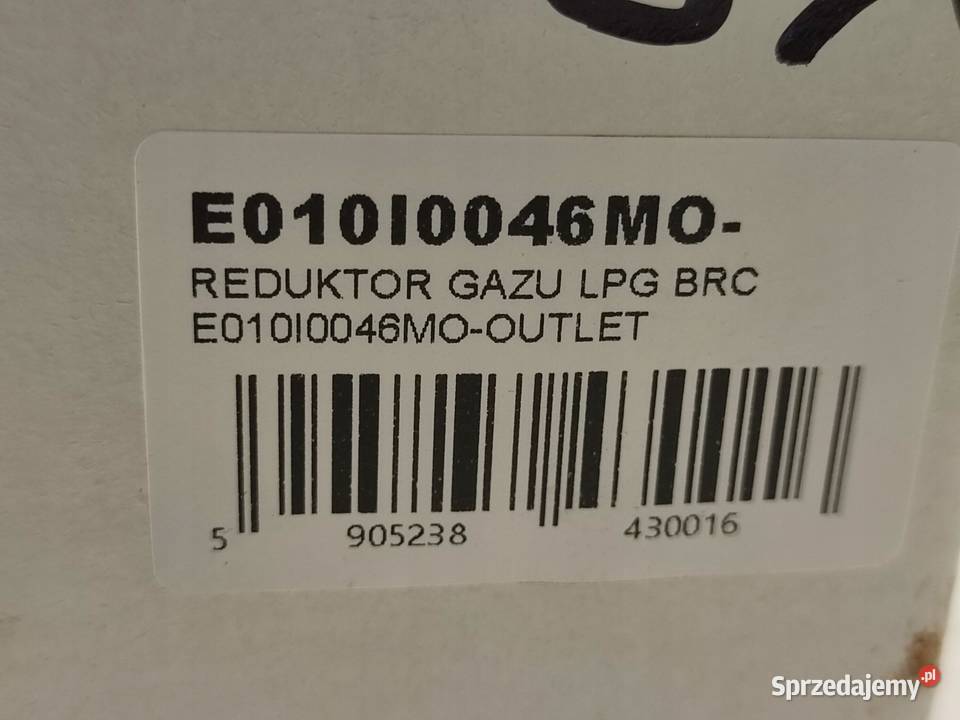 E010I0046MO-
REDUKTOR GAZU LPG BRC
E010I0046MO-OUTLET
5 905238 430016
Sprzedajemy.pl